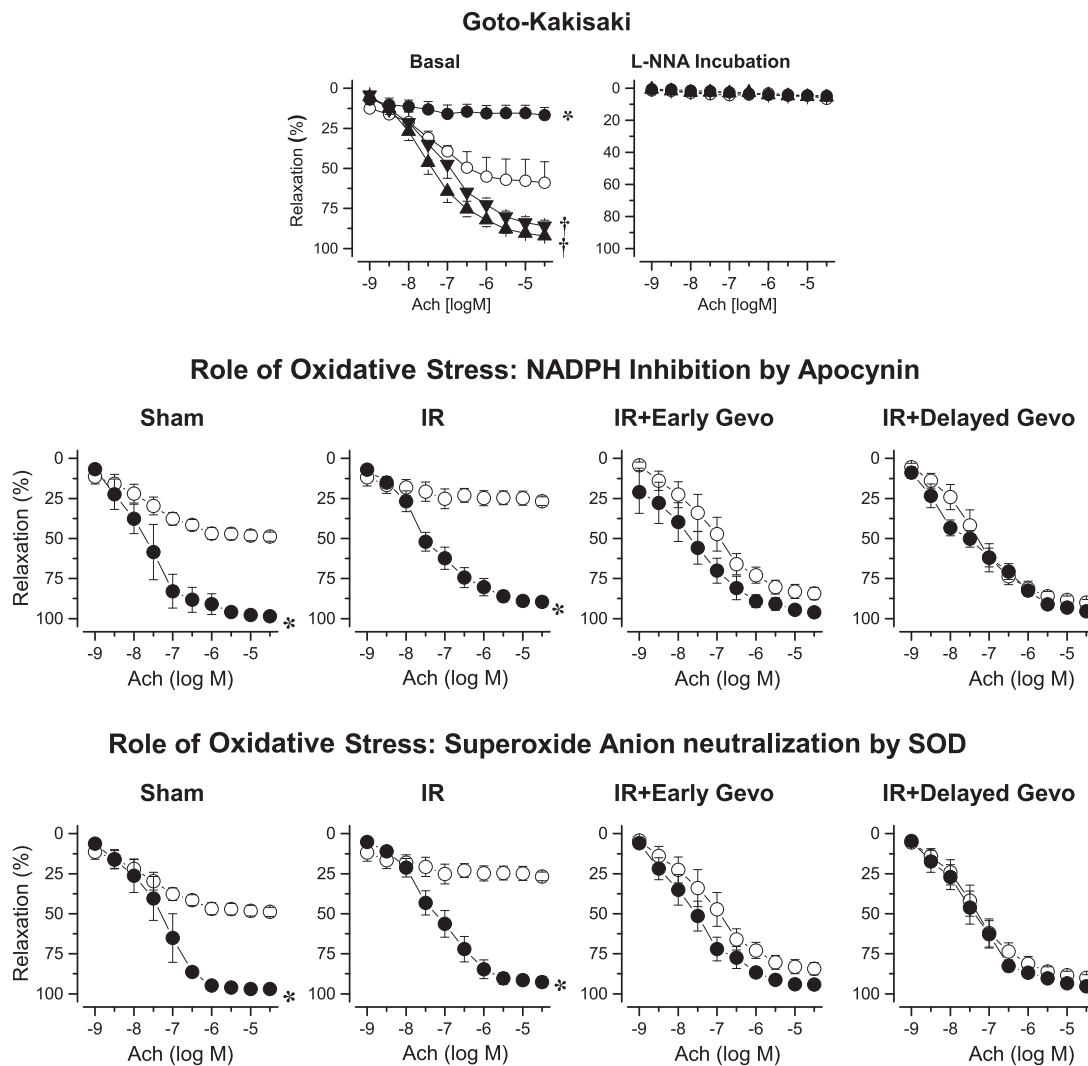 Goto-Kakisaki
Basal
L-NNA Incubation
Relaxation (%)
0
25
50
75
100
*
†
†
-9 -8 -7 -6 -5
Ach [logM]
0
20
40
60
80
100
-9 -8 -7 -6 -5
Ach [logM]
Role of Oxidative Stress: NADPH Inhibition by Apocynin
Sham
IR
IR+Early Gevo
IR+Delayed Gevo
Relaxation (%)
0
25
50
75
100
*
-9 -8 -7 -6 -5
Ach (log M)
0
25
50
75
100
*
-9 -8 -7 -6 -5
Ach (log M)
0
25
50
75
100
-9 -8 -7 -6 -5
Ach (log M)
0
25
50
75
100
-9 -8 -7 -6 -5
Ach (log M)
Role of Oxidative Stress: Superoxide Anion neutralization by SOD
Sham
IR
IR+Early Gevo
IR+Delayed Gevo
Relaxation (%)
0
25
50
75
100
*
-9 -8 -7 -6 -5
Ach (log M)
0
25
50
75
100
*
-9 -8 -7 -6 -5
Ach (log M)
0
25
50
75
100
-9 -8 -7 -6 -5
Ach (log M)
0
25
50
75
100
-9 -8 -7 -6 -5
Ach (log M)